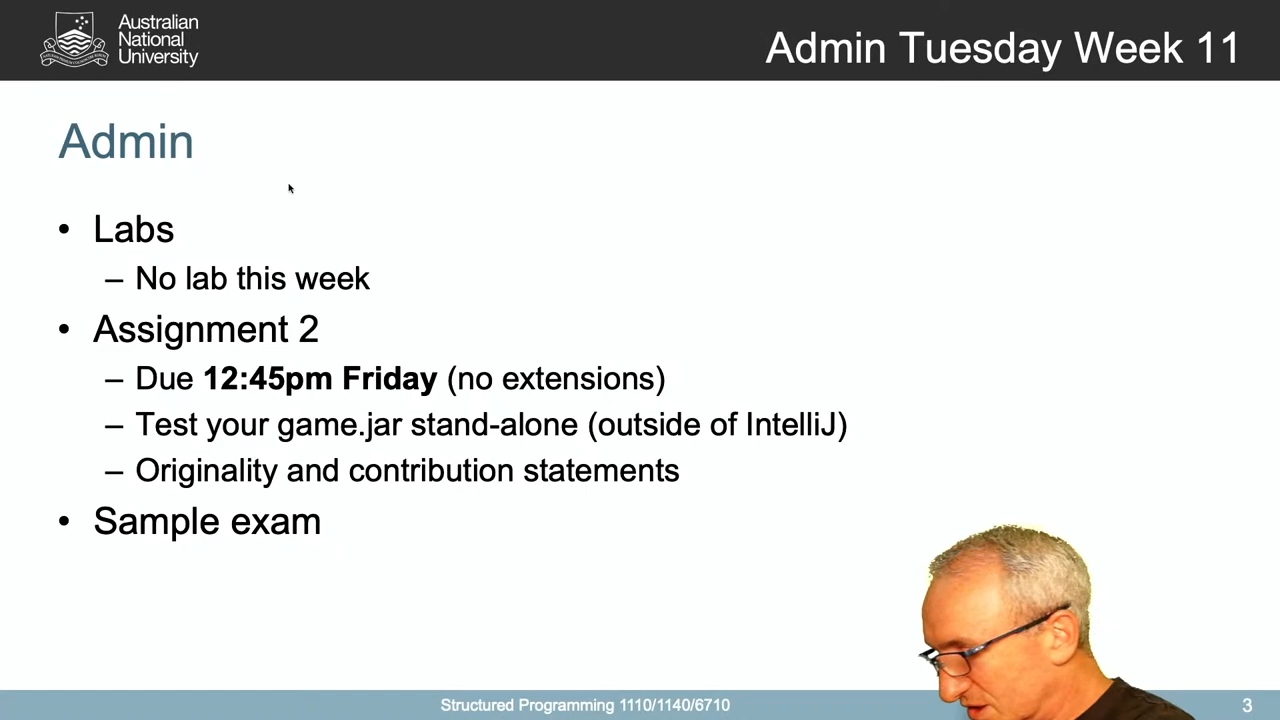 Australian
National
University
Admin Tuesday Week 11
Admin
• Labs
– No lab this week
• Assignment 2
– Due 12:45pm Friday (no extensions)
– Test your game.jar stand-alone (outside of IntelliJ)
– Originality and contribution statements
• Sample exam
Structured Programming 1110/1140/6710
3